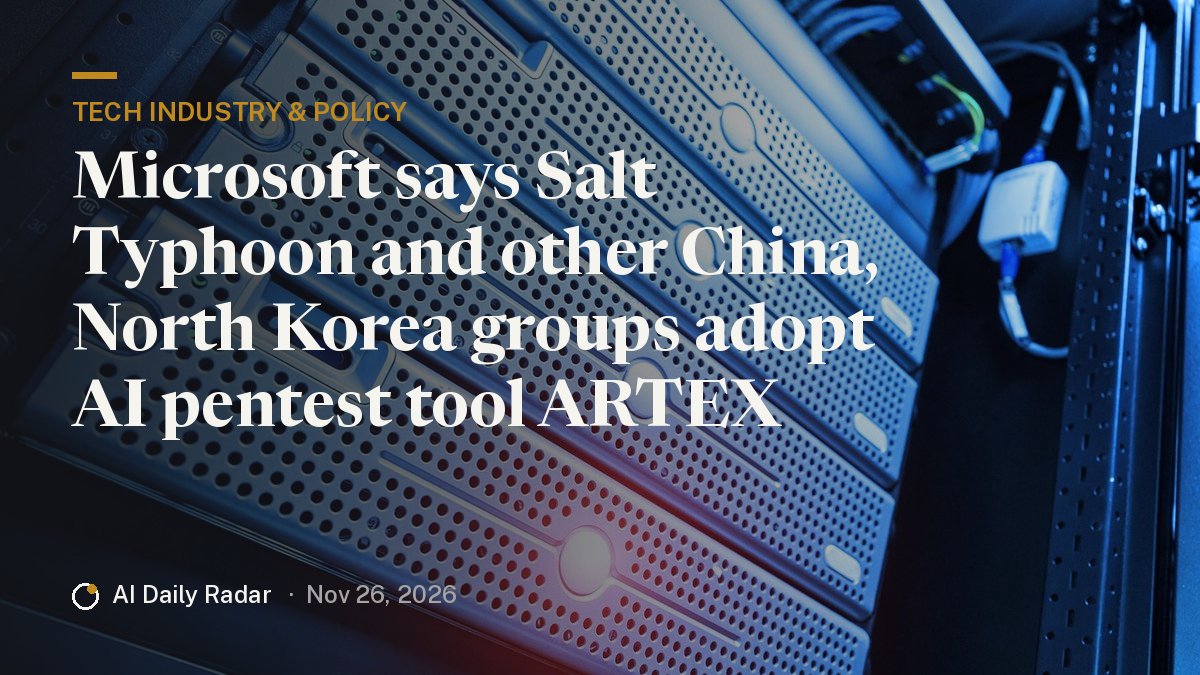 TECH INDUSTRY & POLICY
Microsoft says Salt
Typhoon and other China,
North Korea groups adopt
AI pentest tool ARTEX
AI Daily Radar · Nov 26, 2026